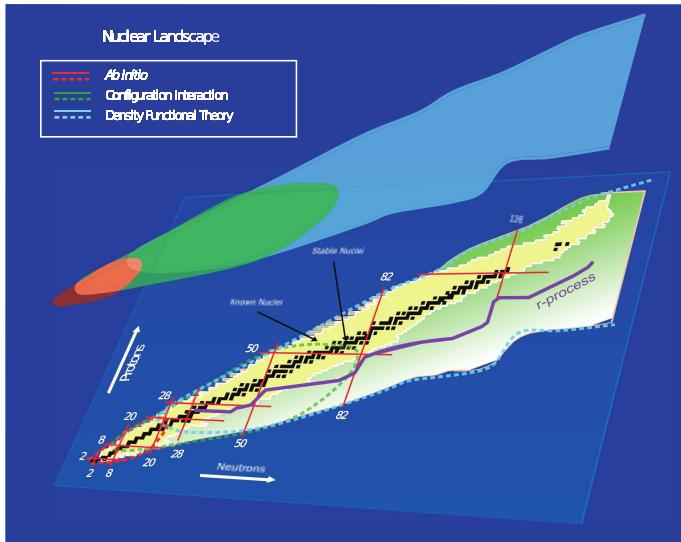 Nuclear Landscape
Ab Initio
Configuration Interaction
Density Functional Theory
126
Stable Nuclei
82
r-process
Known Nuclei
Protons
50
28
82
20
8
50
28
20
2
2
8
Neutrons